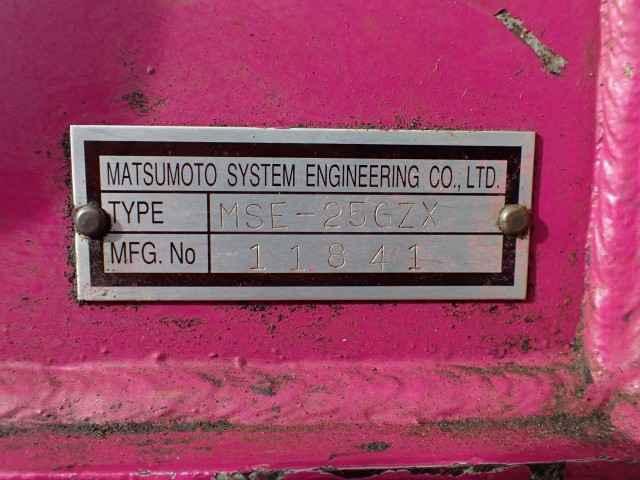 MATSUMOTO SYSTEM ENGINEERING CO., LTD.
TYPE MSE-25GZX
MFG. No 11841